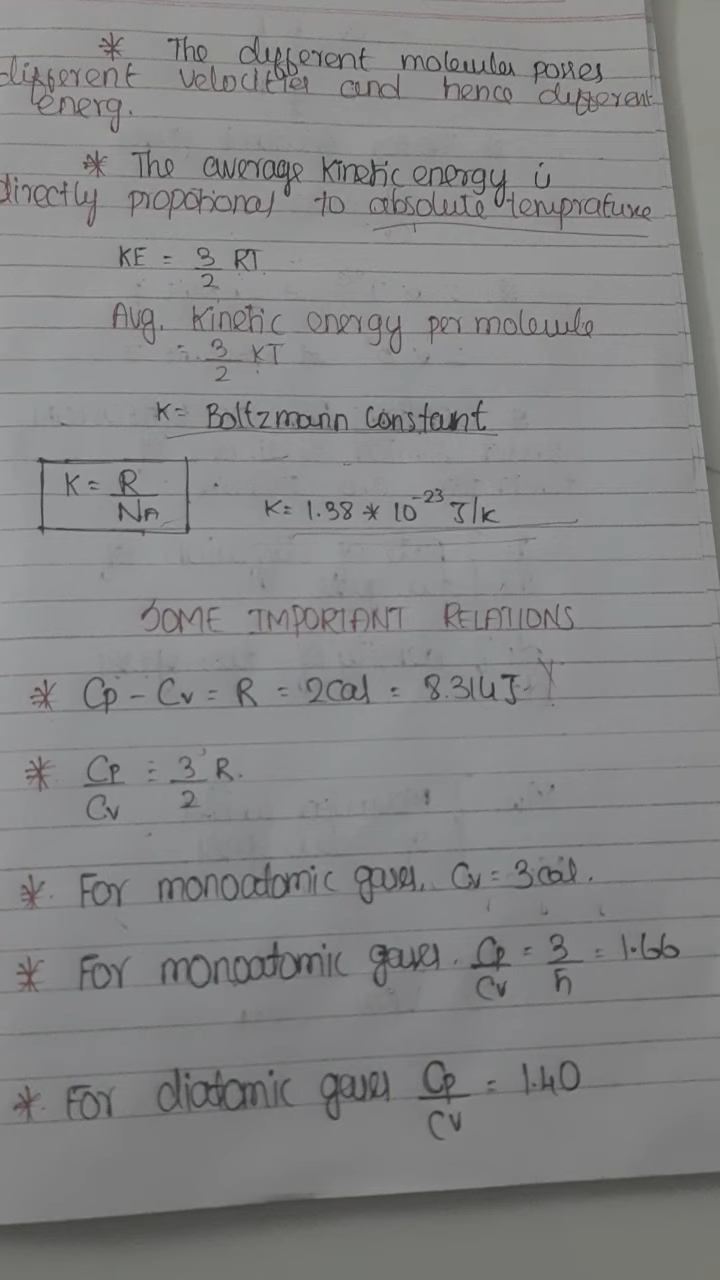 * The different molecules posses
different velocities and hence different
energ.
* The average kinetic energy is
directly propotional to absolute temprature
KE = 3/2 RT
Avg. Kinetic energy per molecule
= 3/2 KT
K = Boltzmann Constant
K = R/NA . K = 1.38 * 10^-23 J/K
SOME IMPORTANT RELATIONS
* Cp - Cv = R = 2Cal = 8.314J
* Cp/Cv = 3/2 R.
* For monoatomic gases, Cv = 3cal.
* For monoatomic gases. Cp/Cv = 3/5 = 1.66
* For diatomic gases Cp/Cv = 1.40